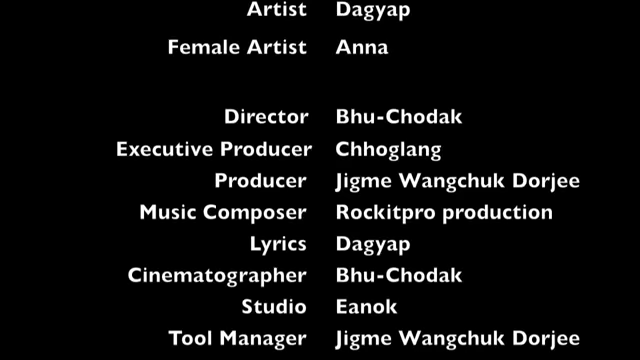 Artist Dagyap
Female Artist Anna
Director Bhu-Chodak
Executive Producer Chhoglang
Producer Jigme Wangchuk Dorjee
Music Composer Rockitpro production
Lyrics Dagyap
Cinematographer Bhu-Chodak
Studio Eanok
Tool Manager Jigme Wangchuk Dorjee